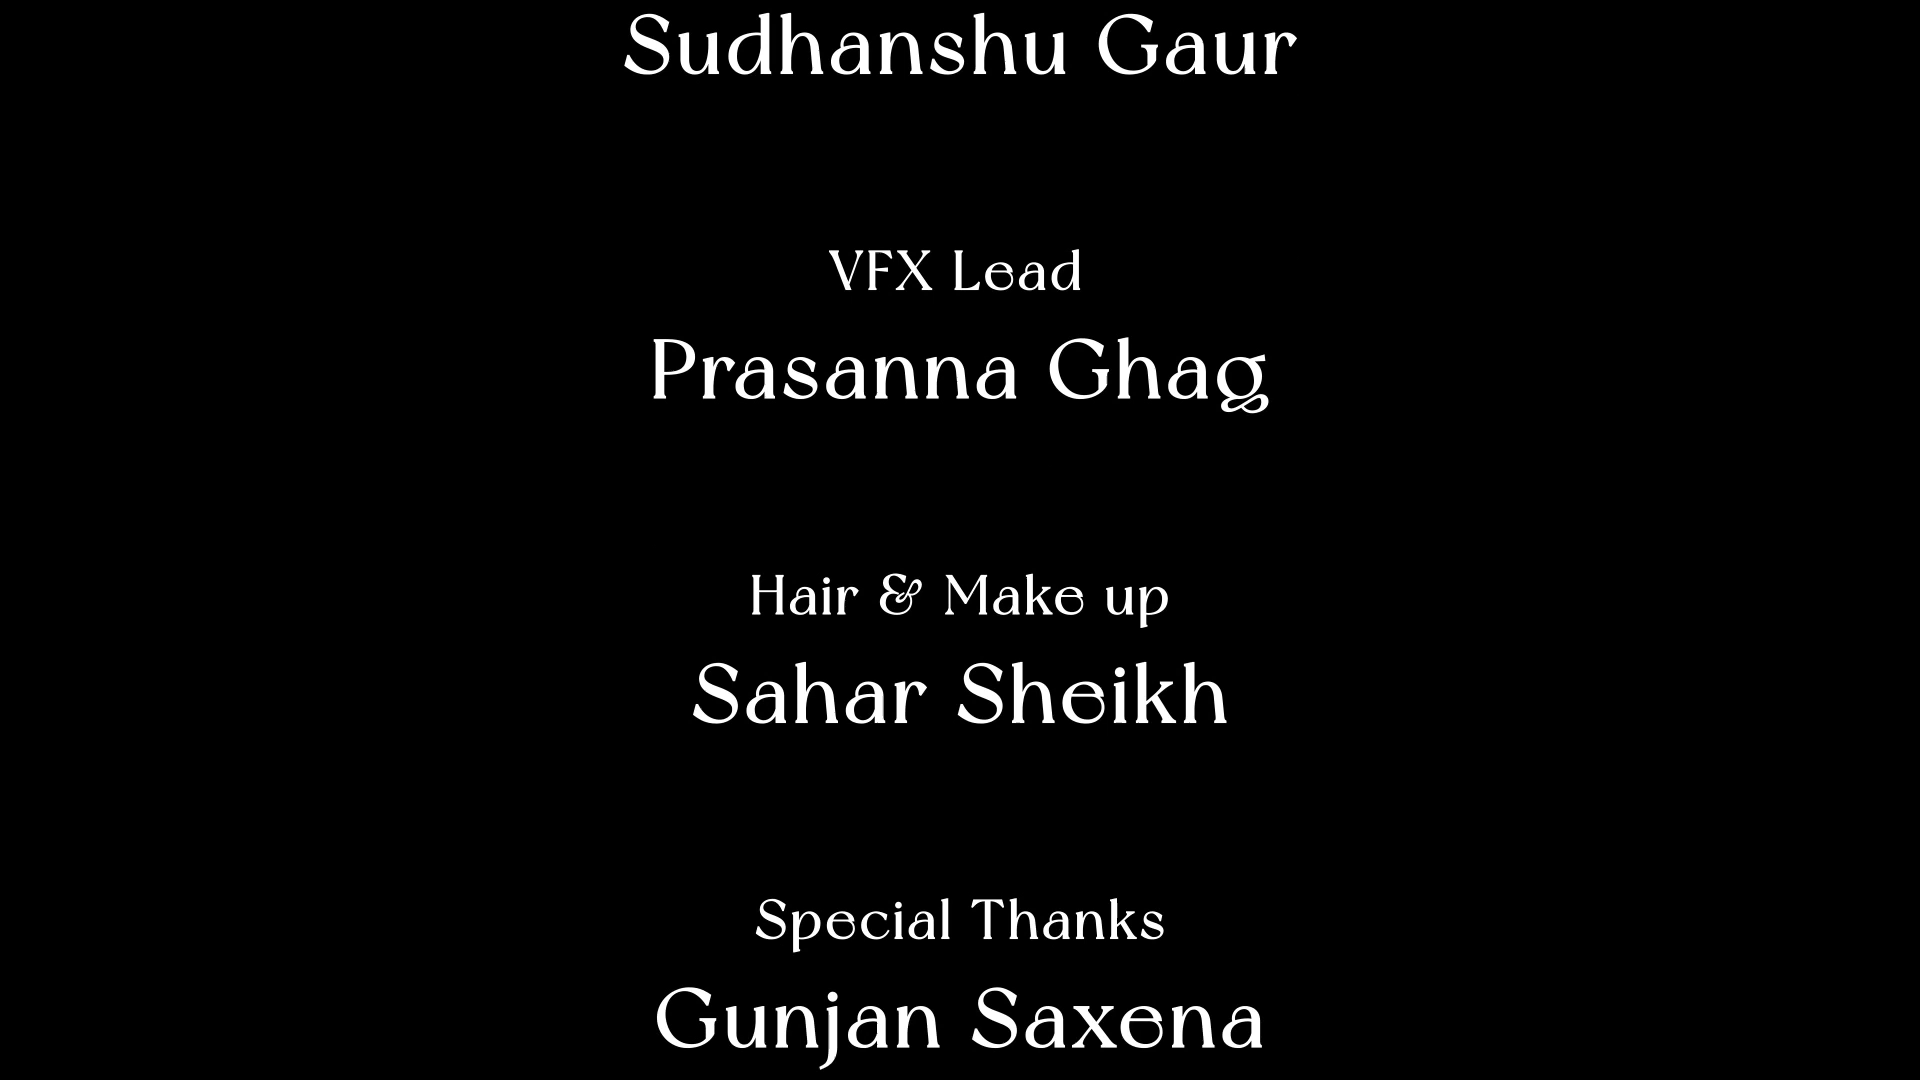 Sudhanshu Gaur
VFX Lead
Prasanna Ghag
Hair & Make up
Sahar Sheikh
Special Thanks
Gunjan Saxena